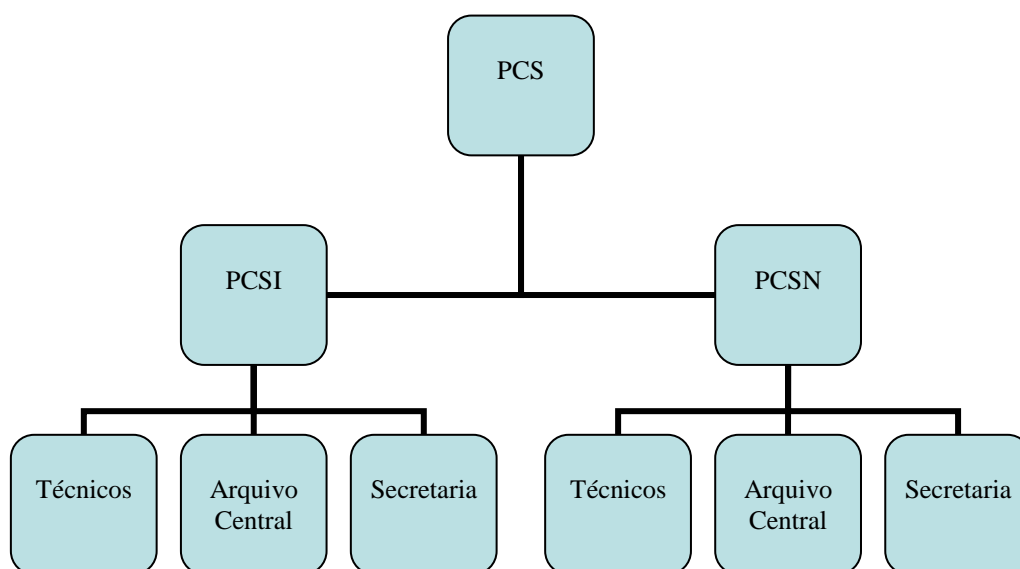 PCS
PCSI
PCSN
Técnicos
Arquivo
Central
Secretaria
Técnicos
Arquivo
Central
Secretaria